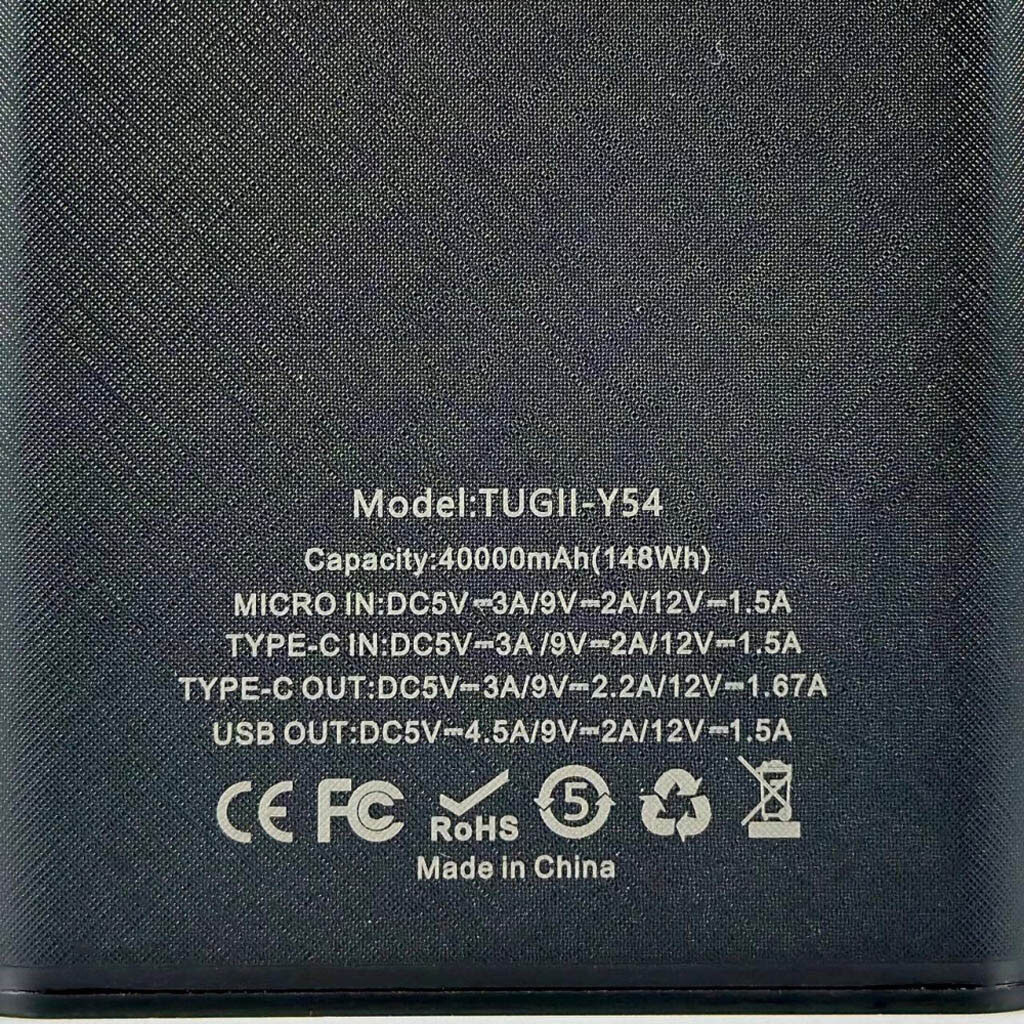 Model:TUGII-Y54
Capacity:40000mAh(148Wh)
MICRO IN:DC5V⎓3A/9V⎓2A/12V⎓1.5A
TYPE-C IN:DC5V⎓3A /9V⎓2A/12V⎓1.5A
TYPE-C OUT:DC5V⎓3A/9V⎓2.2A/12V⎓1.67A
USB OUT:DC5V⎓4.5A/9V⎓2A/12V⎓1.5A
CE FC RoHS 5
Made in China